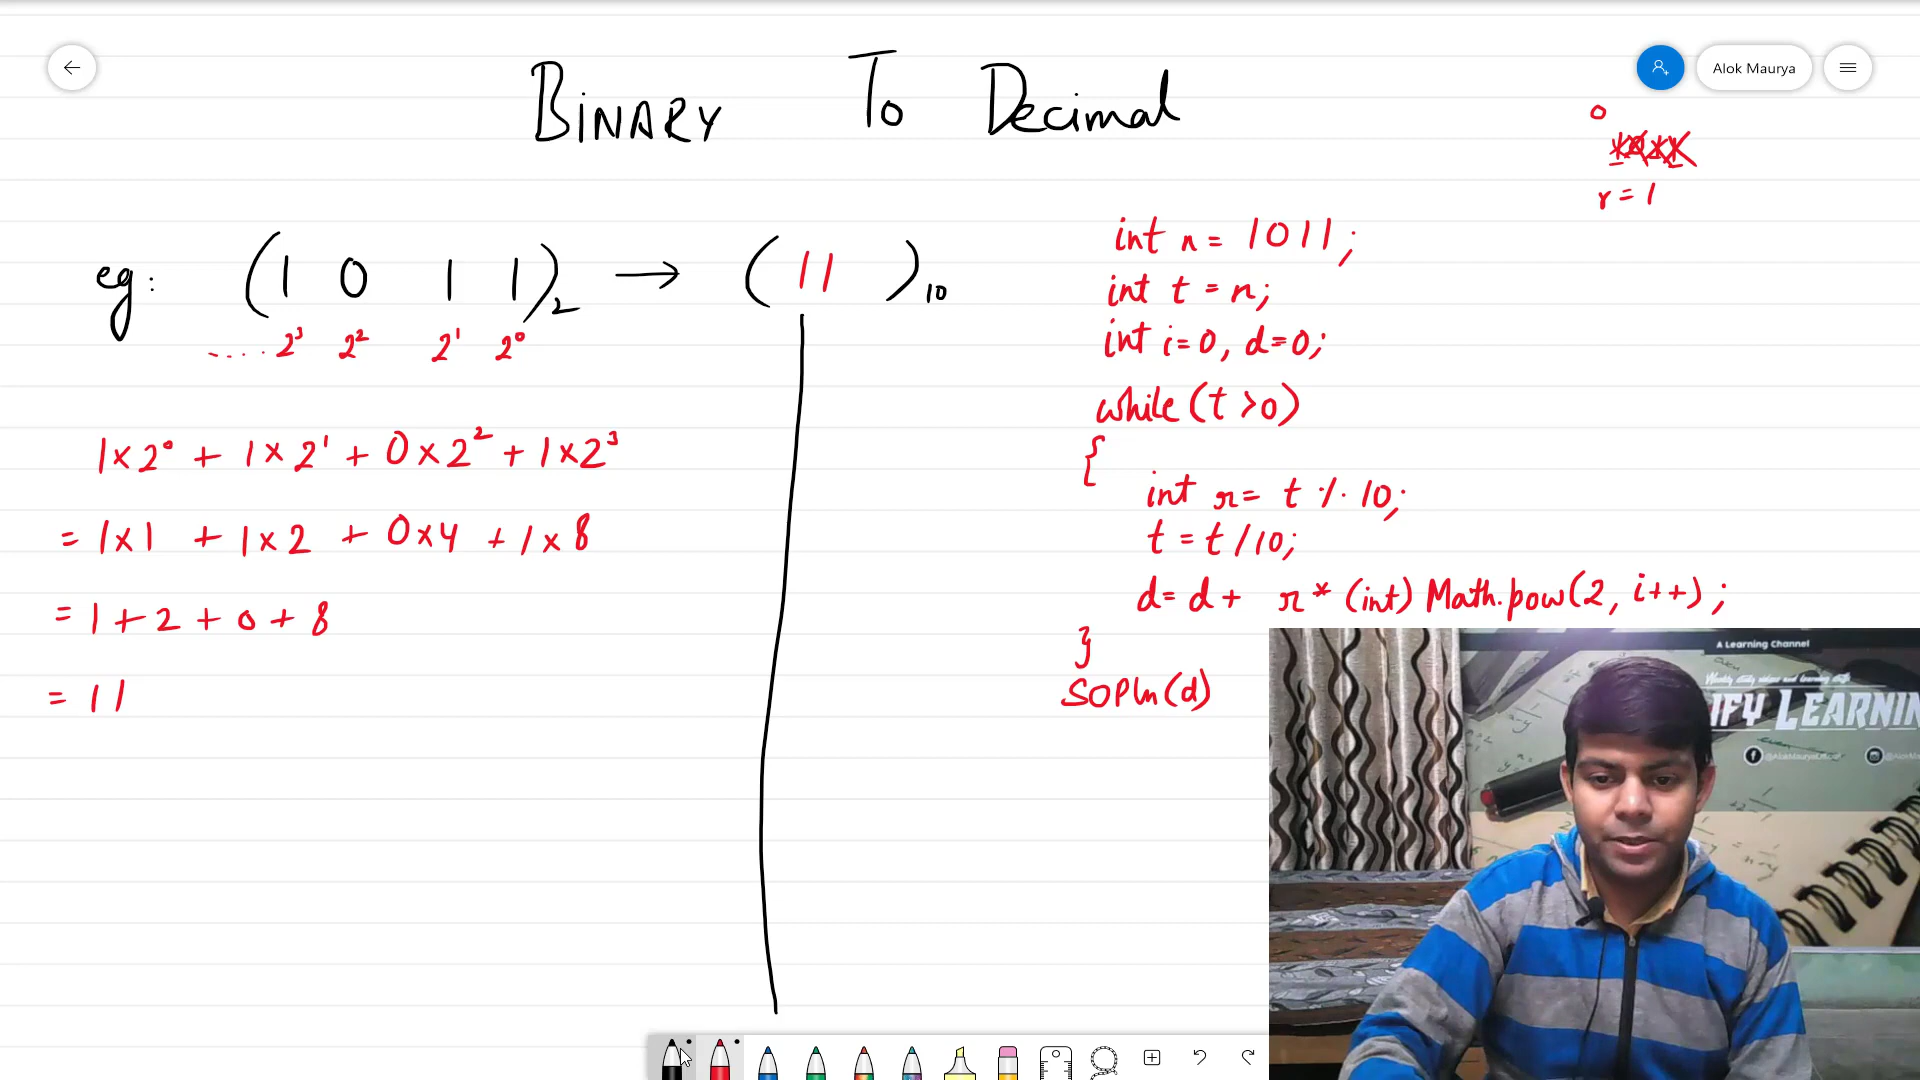 BINARY To Decimal
Alok Maurya
0
r = 1
eg: (1 0 1 1)2 → (11)10
..... 2³ 2² 2¹ 2⁰
1×2⁰ + 1×2¹ + 0×2² + 1×2³
= 1×1 + 1×2 + 0×4 + 1×8
= 1+2+0+8
= 11
int n = 1011;
int t = n;
int i=0, d=0;
while (t>0)
{
int r = t % 10;
t = t/10;
d = d + r * (int) Math.pow(2, i++);
}
SOPln(d)
A Learning Channel
IFY LEARNIN